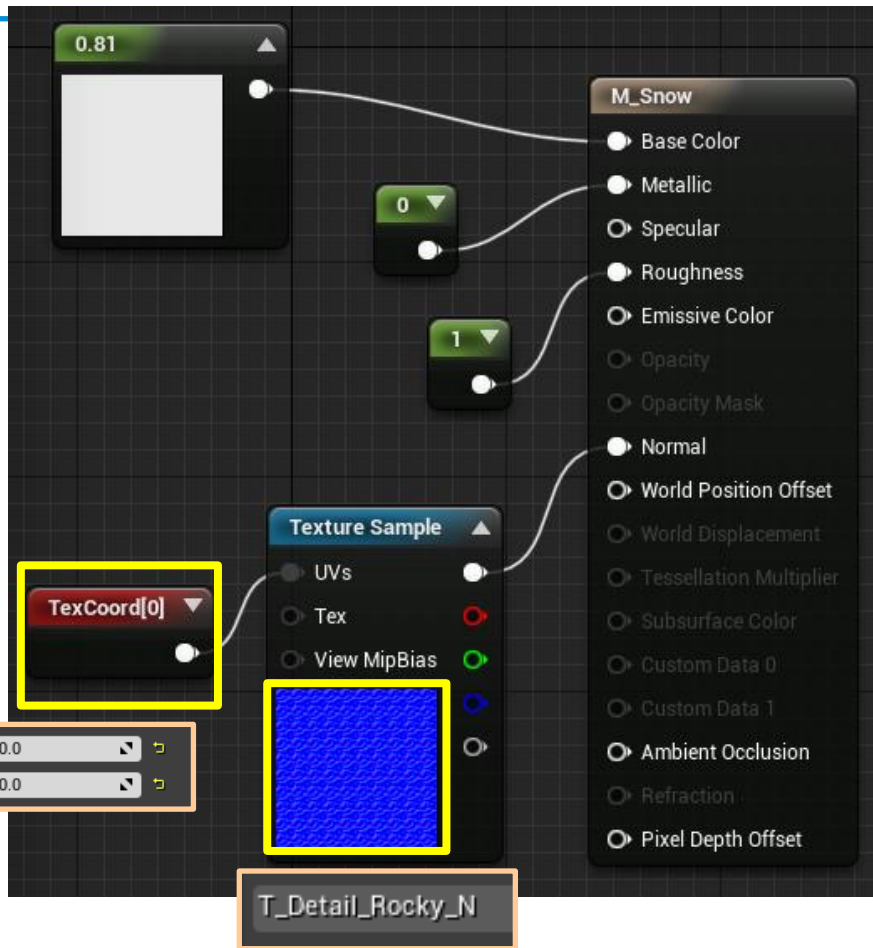 0.81
M_Snow
Base Color
Metallic
0
Specular
Roughness
Emissive Color
1
Opacity
Opacity Mask
Normal
World Position Offset
Texture Sample
World Displacement
UVs
Tessellation Multiplier
TexCoord[0]
Tex
Subsurface Color
View MipBias
Custom Data 0
Custom Data 1
0.0
Ambient Occlusion
0.0
Refraction
Pixel Depth Offset
T_Detail_Rocky_N